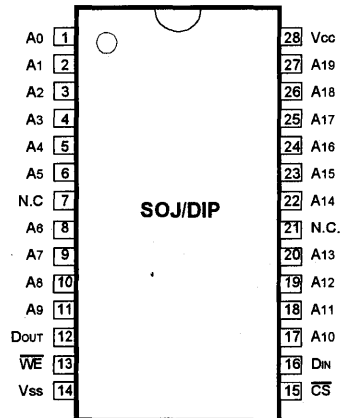 A0 1 28 Vcc
A1 2 27 A19
A2 3 26 A18
A3 4 25 A17
A4 5 24 A16
A5 6 23 A15
N.C 7 22 A14
A6 8 SOJ/DIP 21 N.C.
A7 9 20 A13
A8 10 19 A12
A9 11 18 A11
DOUT 12 17 A10
W̅E̅ 13 16 DIN
Vss 14 15 C̅S̅